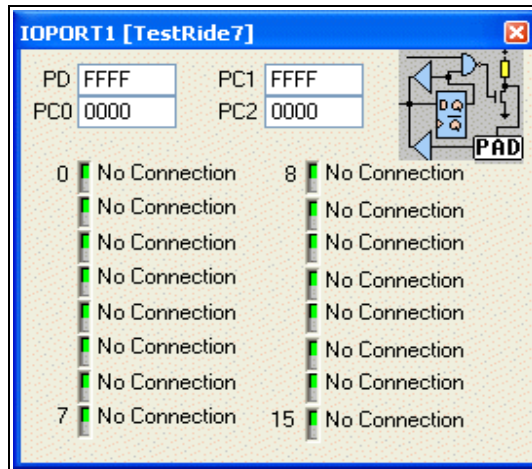 IOPORT1 [TestRide7]
PD FFFF PC1 FFFF
PC0 0000 PC2 0000
D Q
Q
PAD
0 No Connection 8 No Connection
No Connection No Connection
No Connection No Connection
No Connection No Connection
No Connection No Connection
No Connection No Connection
No Connection No Connection
7 No Connection 15 No Connection